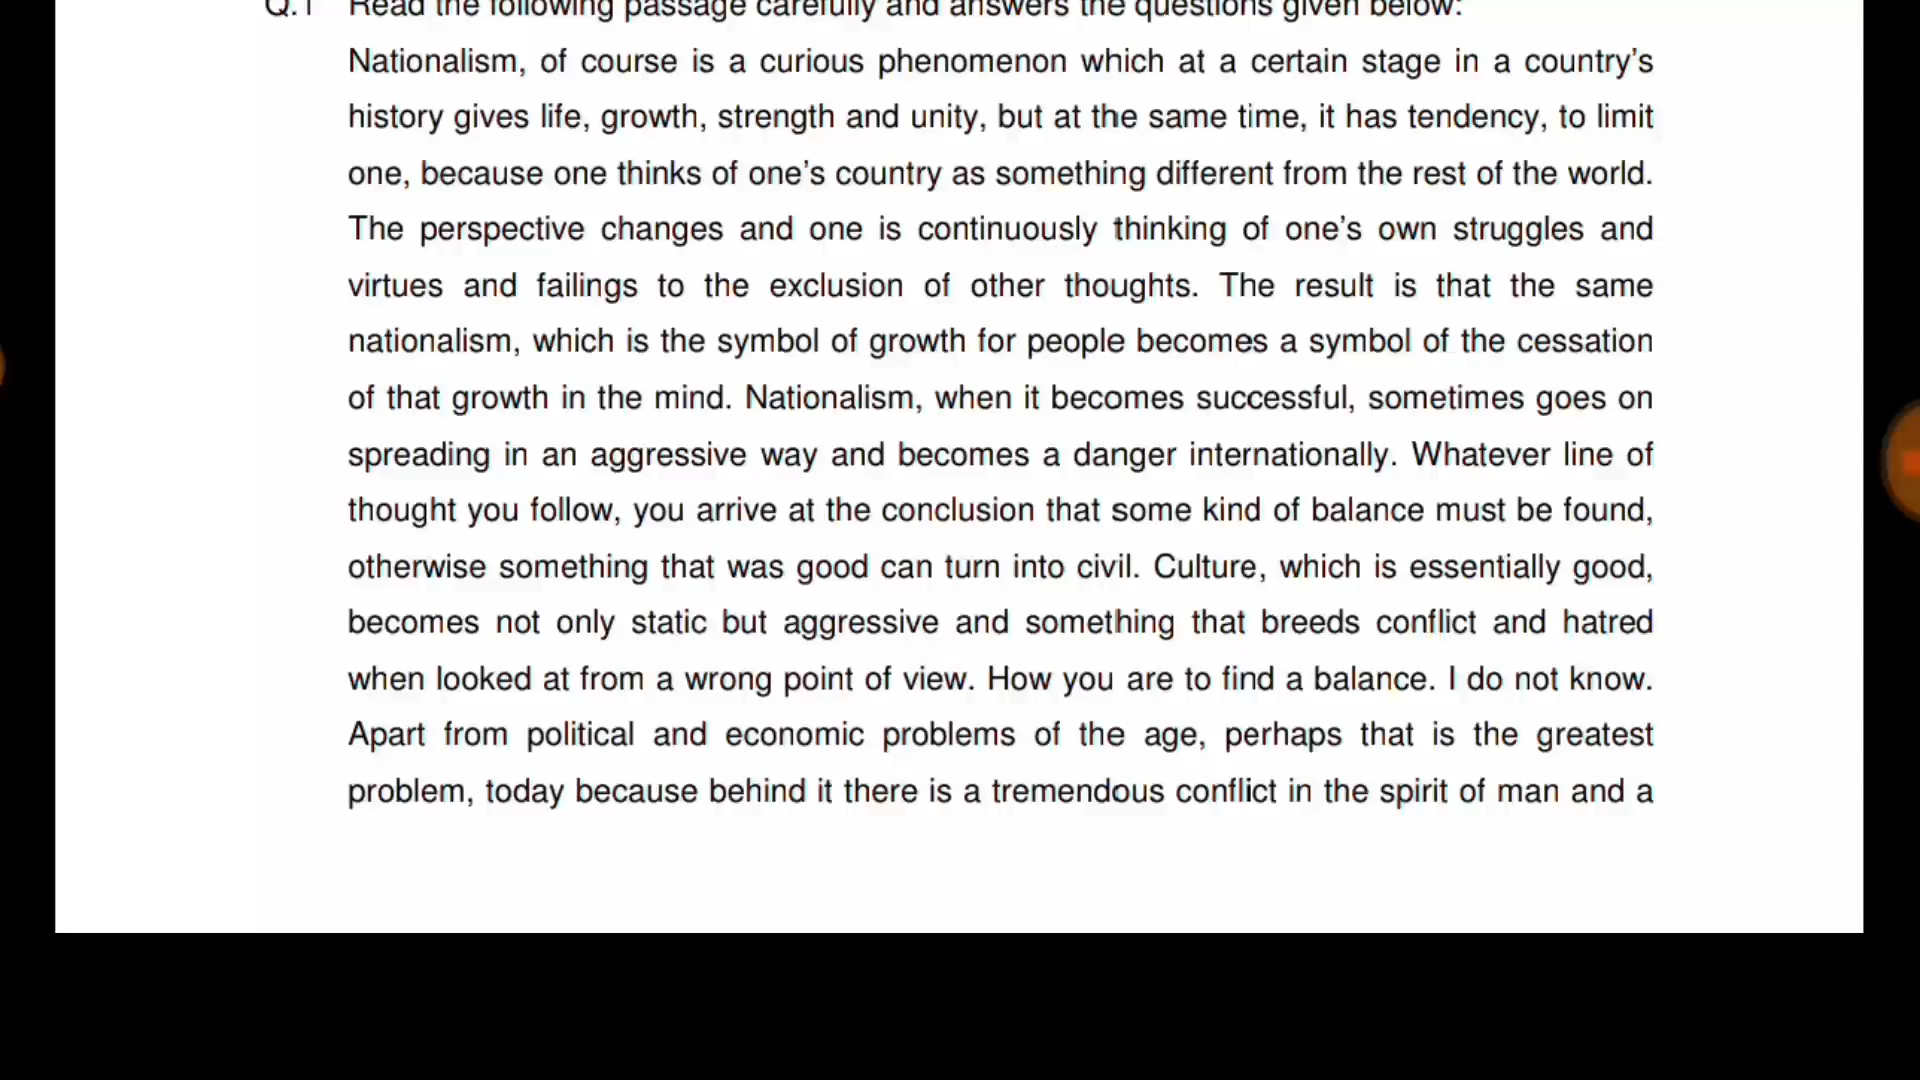 Q.1 Read the following passage carefully and answers the questions given below:
Nationalism, of course is a curious phenomenon which at a certain stage in a country's
history gives life, growth, strength and unity, but at the same time, it has tendency, to limit
one, because one thinks of one's country as something different from the rest of the world.
The perspective changes and one is continuously thinking of one's own struggles and
virtues and failings to the exclusion of other thoughts. The result is that the same
nationalism, which is the symbol of growth for people becomes a symbol of the cessation
of that growth in the mind. Nationalism, when it becomes successful, sometimes goes on
spreading in an aggressive way and becomes a danger internationally. Whatever line of
thought you follow, you arrive at the conclusion that some kind of balance must be found,
otherwise something that was good can turn into civil. Culture, which is essentially good,
becomes not only static but aggressive and something that breeds conflict and hatred
when looked at from a wrong point of view. How you are to find a balance. I do not know.
Apart from political and economic problems of the age, perhaps that is the greatest
problem, today because behind it there is a tremendous conflict in the spirit of man and a